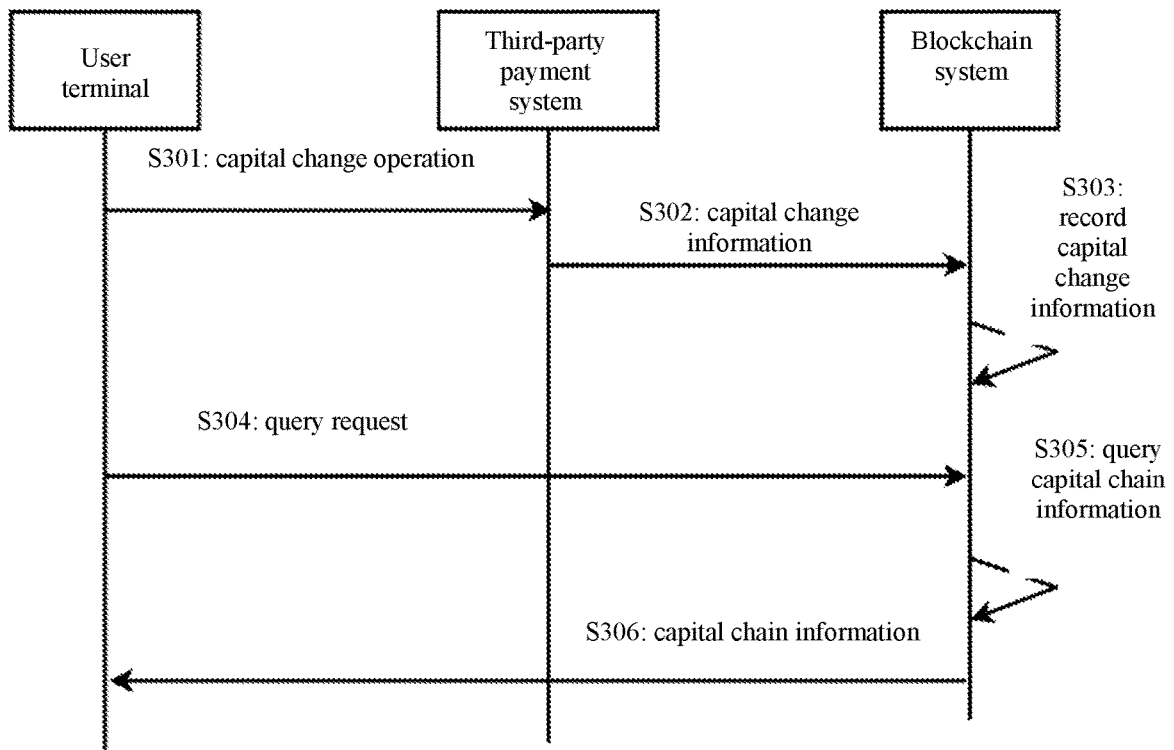 User
terminal
Third-party
payment
system
Blockchain
system
S301: capital change operation
S302: capital change
information
S303:
record
capital
change
information
S304: query request
S305: query
capital chain
information
S306: capital chain information